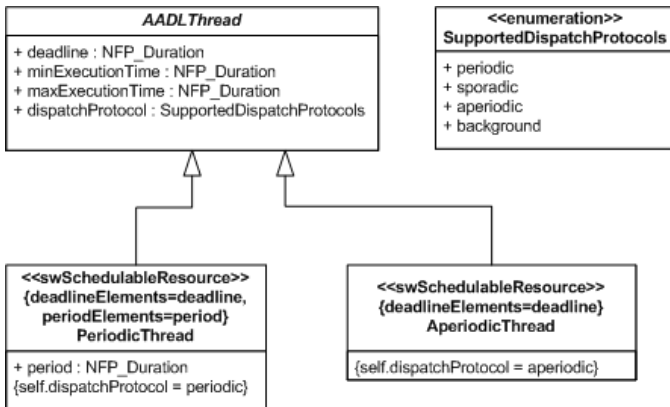 AADLThread
+ deadline : NFP_Duration
+ minExecutionTime : NFP_Duration
+ maxExecutionTime : NFP_Duration
+ dispatchProtocol : SupportedDispatchProtocols
<<enumeration>>
SupportedDispatchProtocols
+ periodic
+ sporadic
+ aperiodic
+ background
<<swSchedulableResource>>
{deadlineElements=deadline,
periodElements=period}
PeriodicThread
+ period : NFP_Duration
{self.dispatchProtocol = periodic}
<<swSchedulableResource>>
{deadlineElements=deadline}
AperiodicThread
{self.dispatchProtocol = aperiodic}